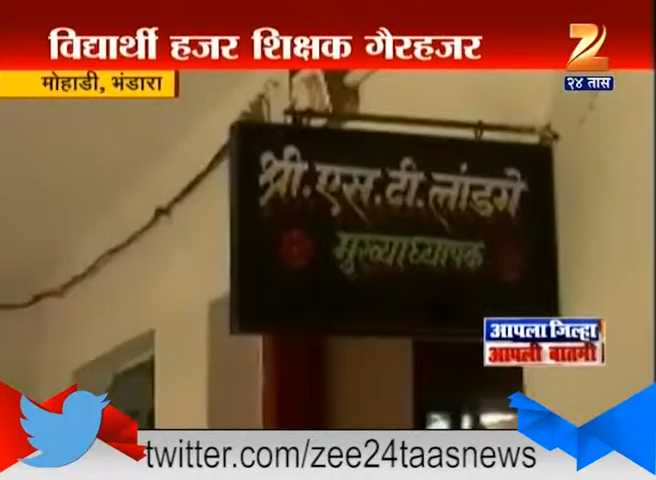 विद्यार्थी हजर शिक्षक गैरहजर
मोहाडी, भंडारा
२४ तास
श्री.एस.टी.लांडगे
मुख्याध्यापक
आपला जिल्हा
आपली बातमी
twitter.com/zee24taasnews